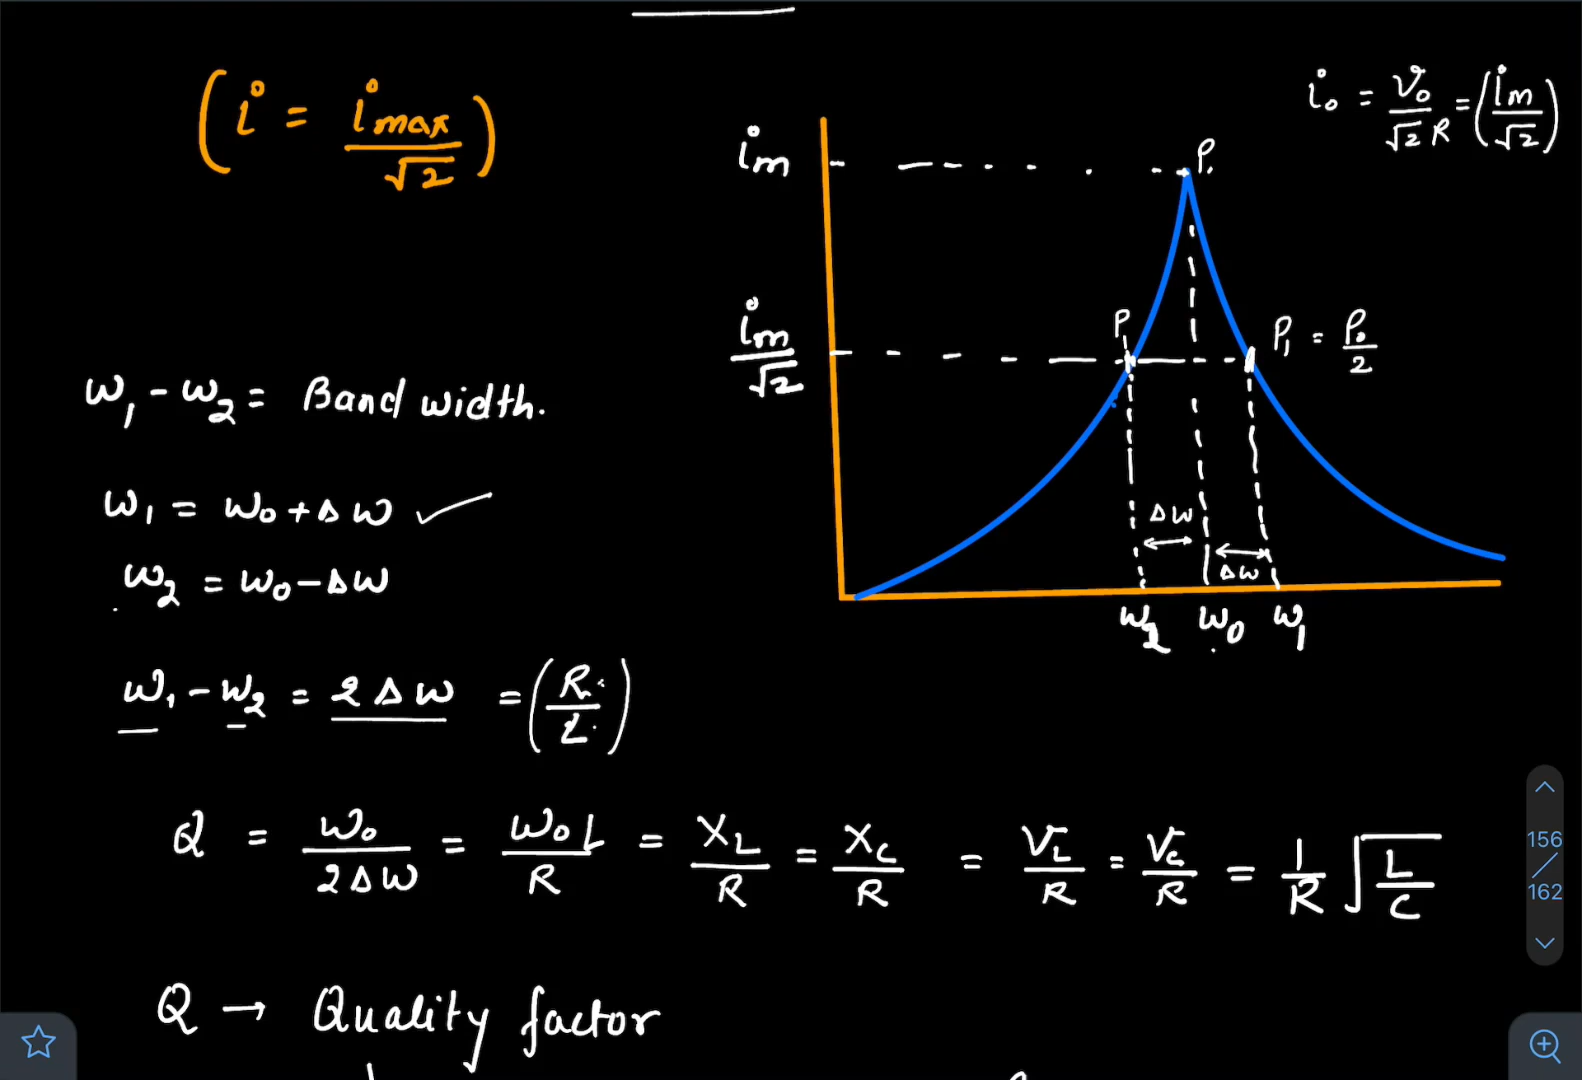 (i = imax/√2)
i₀ = V₀/√2 R = (im/√2)
im
P.
im/√2
P₁
P₁ = P₀/2
ω₁ - ω₂ = Band width.
ω₁ = ω₀ + Δω ✓
Δω
ω₂ = ω₀ - Δω
Δω
ω₂ ω₀ ω₁
ω₁ - ω₂ = 2Δω = (R/L)
Q = ω₀/2Δω = ω₀L/R = XL/R = XC/R = VL/R = VC/R = 1/R √L/C
156
/
162
Q → Quality factor